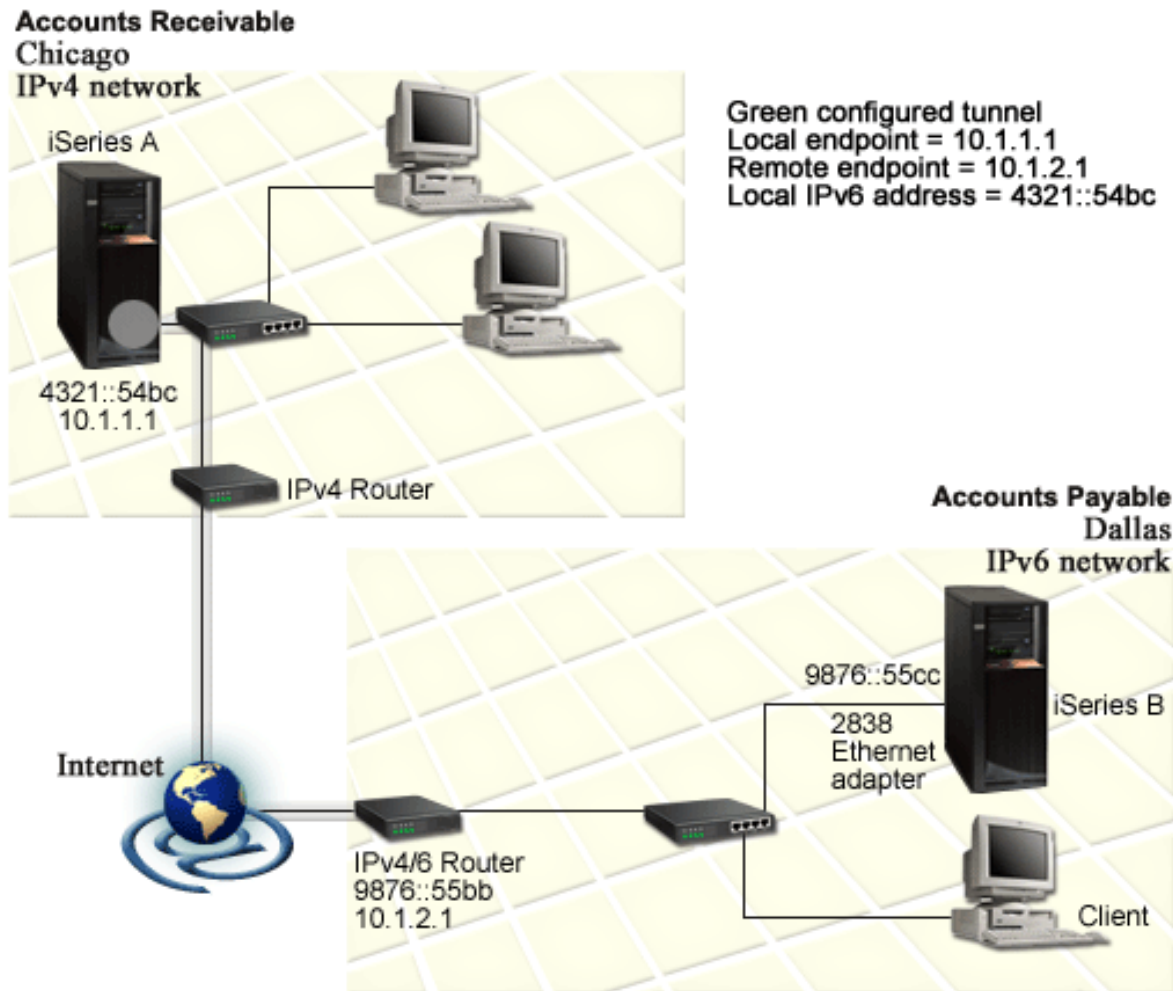 Accounts Receivable
Chicago
IPv4 network
iSeries A
Green configured tunnel
Local endpoint = 10.1.1.1
Remote endpoint = 10.1.2.1
Local IPv6 address = 4321::54bc
4321::54bc
10.1.1.1
IPv4 Router
Accounts Payable
Dallas
IPv6 network
9876::55cc
iSeries B
2838
Ethernet
adapter
Internet
IPv4/6 Router
9876::55bb
10.1.2.1
Client